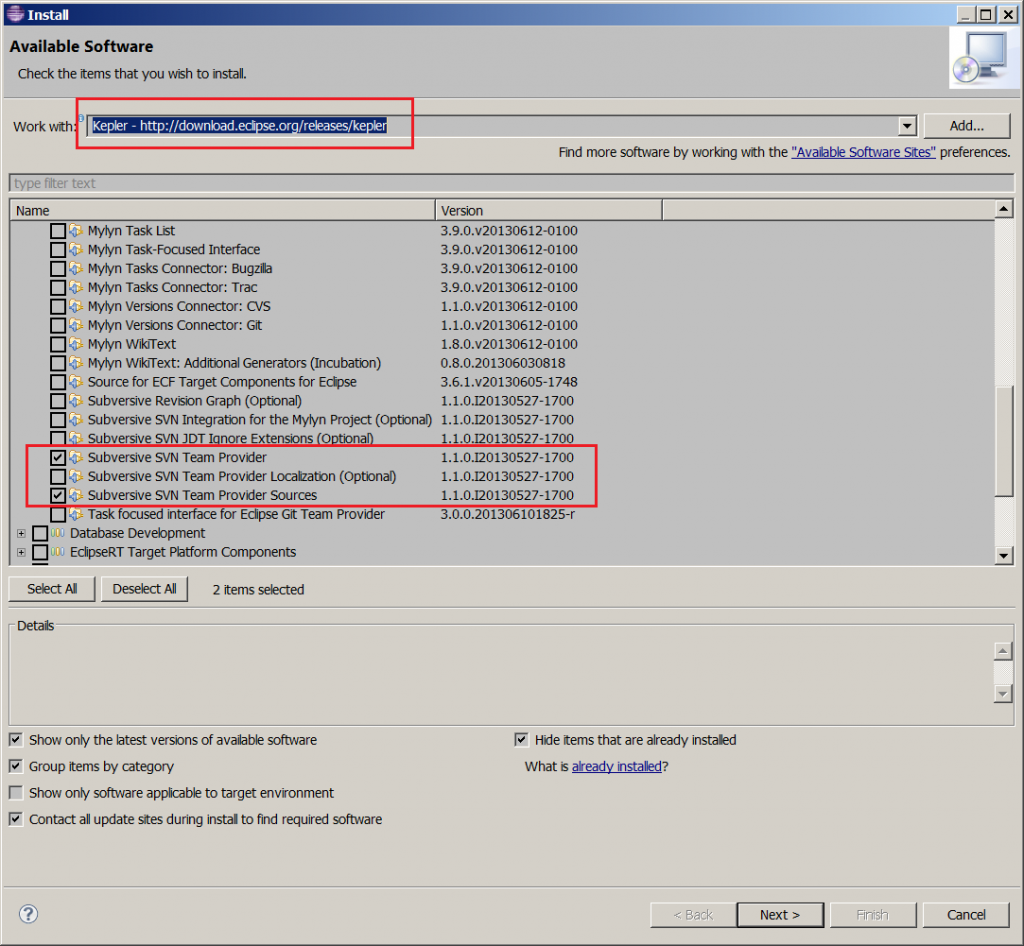 Install
Available Software
Check the items that you wish to install.
Work with: Kepler - http://download.eclipse.org/releases/kepler Add...
Find more software by working with the "Available Software Sites" preferences.
type filter text
Name Version
Mylyn Task List 3.9.0.v20130612-0100
Mylyn Task-Focused Interface 3.9.0.v20130612-0100
Mylyn Tasks Connector: Bugzilla 3.9.0.v20130612-0100
Mylyn Tasks Connector: Trac 3.9.0.v20130612-0100
Mylyn Versions Connector: CVS 1.1.0.v20130612-0100
Mylyn Versions Connector: Git 1.1.0.v20130612-0100
Mylyn WikiText 1.8.0.v20130612-0100
Mylyn WikiText: Additional Generators (Incubation) 0.8.0.201306030818
Source for ECF Target Components for Eclipse 3.6.1.v20130605-1748
Subversive Revision Graph (Optional) 1.1.0.I20130527-1700
Subversive SVN Integration for the Mylyn Project (Optional) 1.1.0.I20130527-1700
Subversive SVN JDT Ignore Extensions (Optional) 1.1.0.I20130527-1700
Subversive SVN Team Provider 1.1.0.I20130527-1700
Subversive SVN Team Provider Localization (Optional) 1.1.0.I20130527-1700
Subversive SVN Team Provider Sources 1.1.0.I20130527-1700
Task focused interface for Eclipse Git Team Provider 3.0.0.201306101825-r
Database Development
EclipseRT Target Platform Components
Select All Deselect All 2 items selected
Details
Show only the latest versions of available software Hide items that are already installed
Group items by category What is already installed?
Show only software applicable to target environment
Contact all update sites during install to find required software
? < Back Next > Finish Cancel